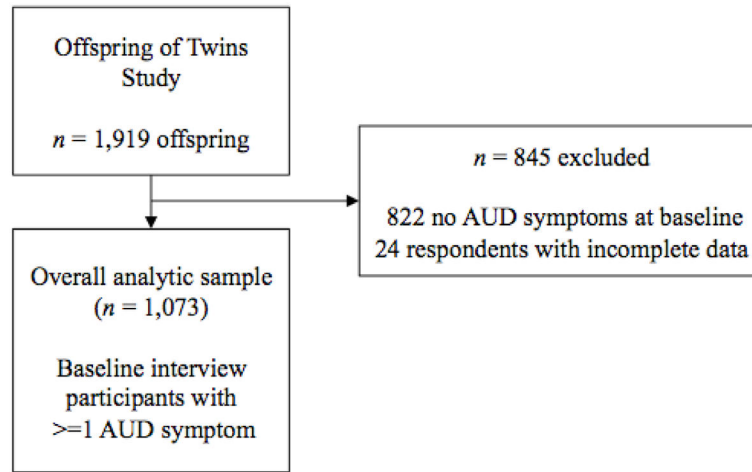 Offspring of Twins
Study
n = 1,919 offspring
n = 845 excluded
822 no AUD symptoms at baseline
24 respondents with incomplete data
Overall analytic sample
(n = 1,073)
Baseline interview
participants with
>=1 AUD symptom